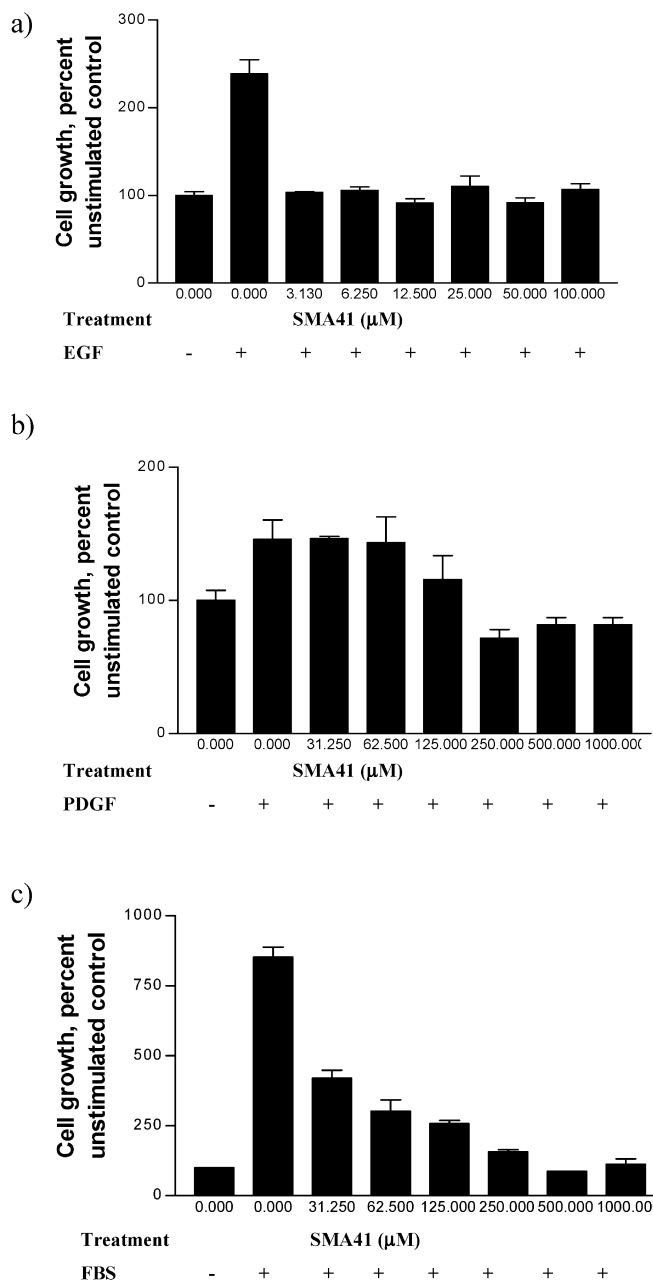 a)
Cell growth, percent
unstimulated control
300
200
100
0
0.000 0.000 3.130 6.250 12.500 25.000 50.000 100.000
Treatment SMA41 (µM)
EGF - + + + + + + +
b)
Cell growth, percent
unstimulated control
200
100
0
0.000 0.000 31.250 62.500 125.000 250.000 500.000 1000.00
Treatment SMA41 (µM)
PDGF - + + + + + + +
c)
Cell growth, percent
unstimulated control
1000
750
500
250
0
0.000 0.000 31.250 62.500 125.000 250.000 500.000 1000.00
Treatment SMA41 (µM)
FBS - + + + + + + +